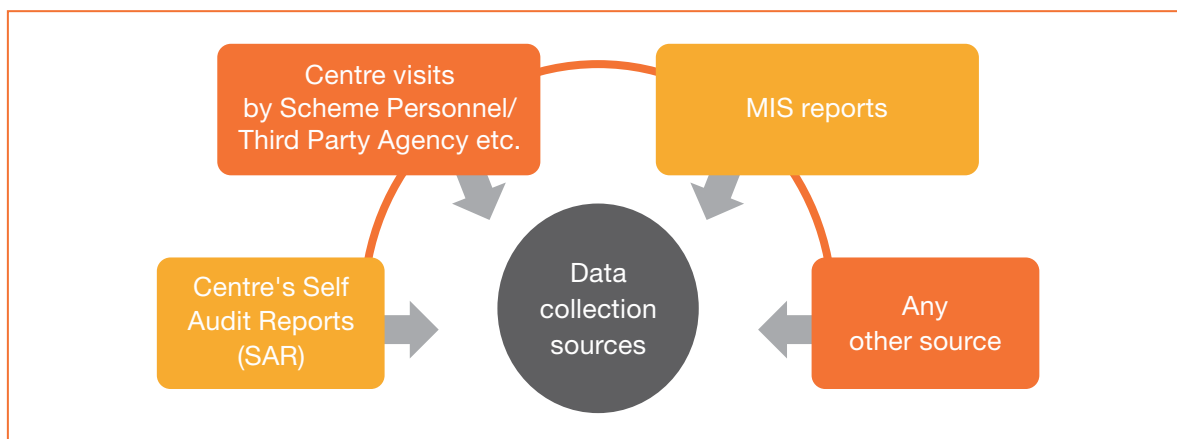 Centre visits
by Scheme Personnel/
Third Party Agency etc.
MIS reports
Centre's Self
Audit Reports
(SAR)
Data
collection
sources
Any
other source